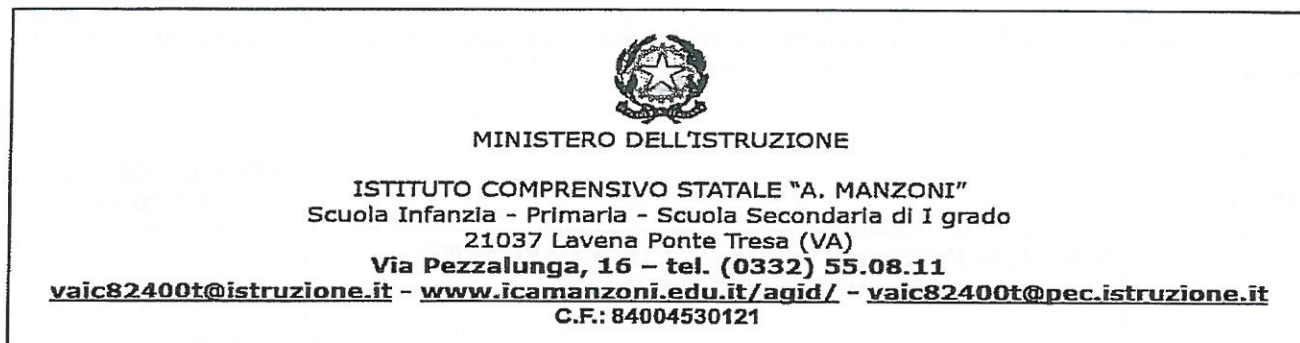 MINISTERO DELL'ISTRUZIONE
ISTITUTO COMPRENSIVO STATALE "A. MANZONI"
Scuola Infanzia - Primaria - Scuola Secondaria di I grado
21037 Lavena Ponte Tresa (VA)
Via Pezzalunga, 16 – tel. (0332) 55.08.11
vaic82400t@istruzione.it - www.icamanzoni.edu.it/agid/ - vaic82400t@pec.istruzione.it
C.F.: 84004530121